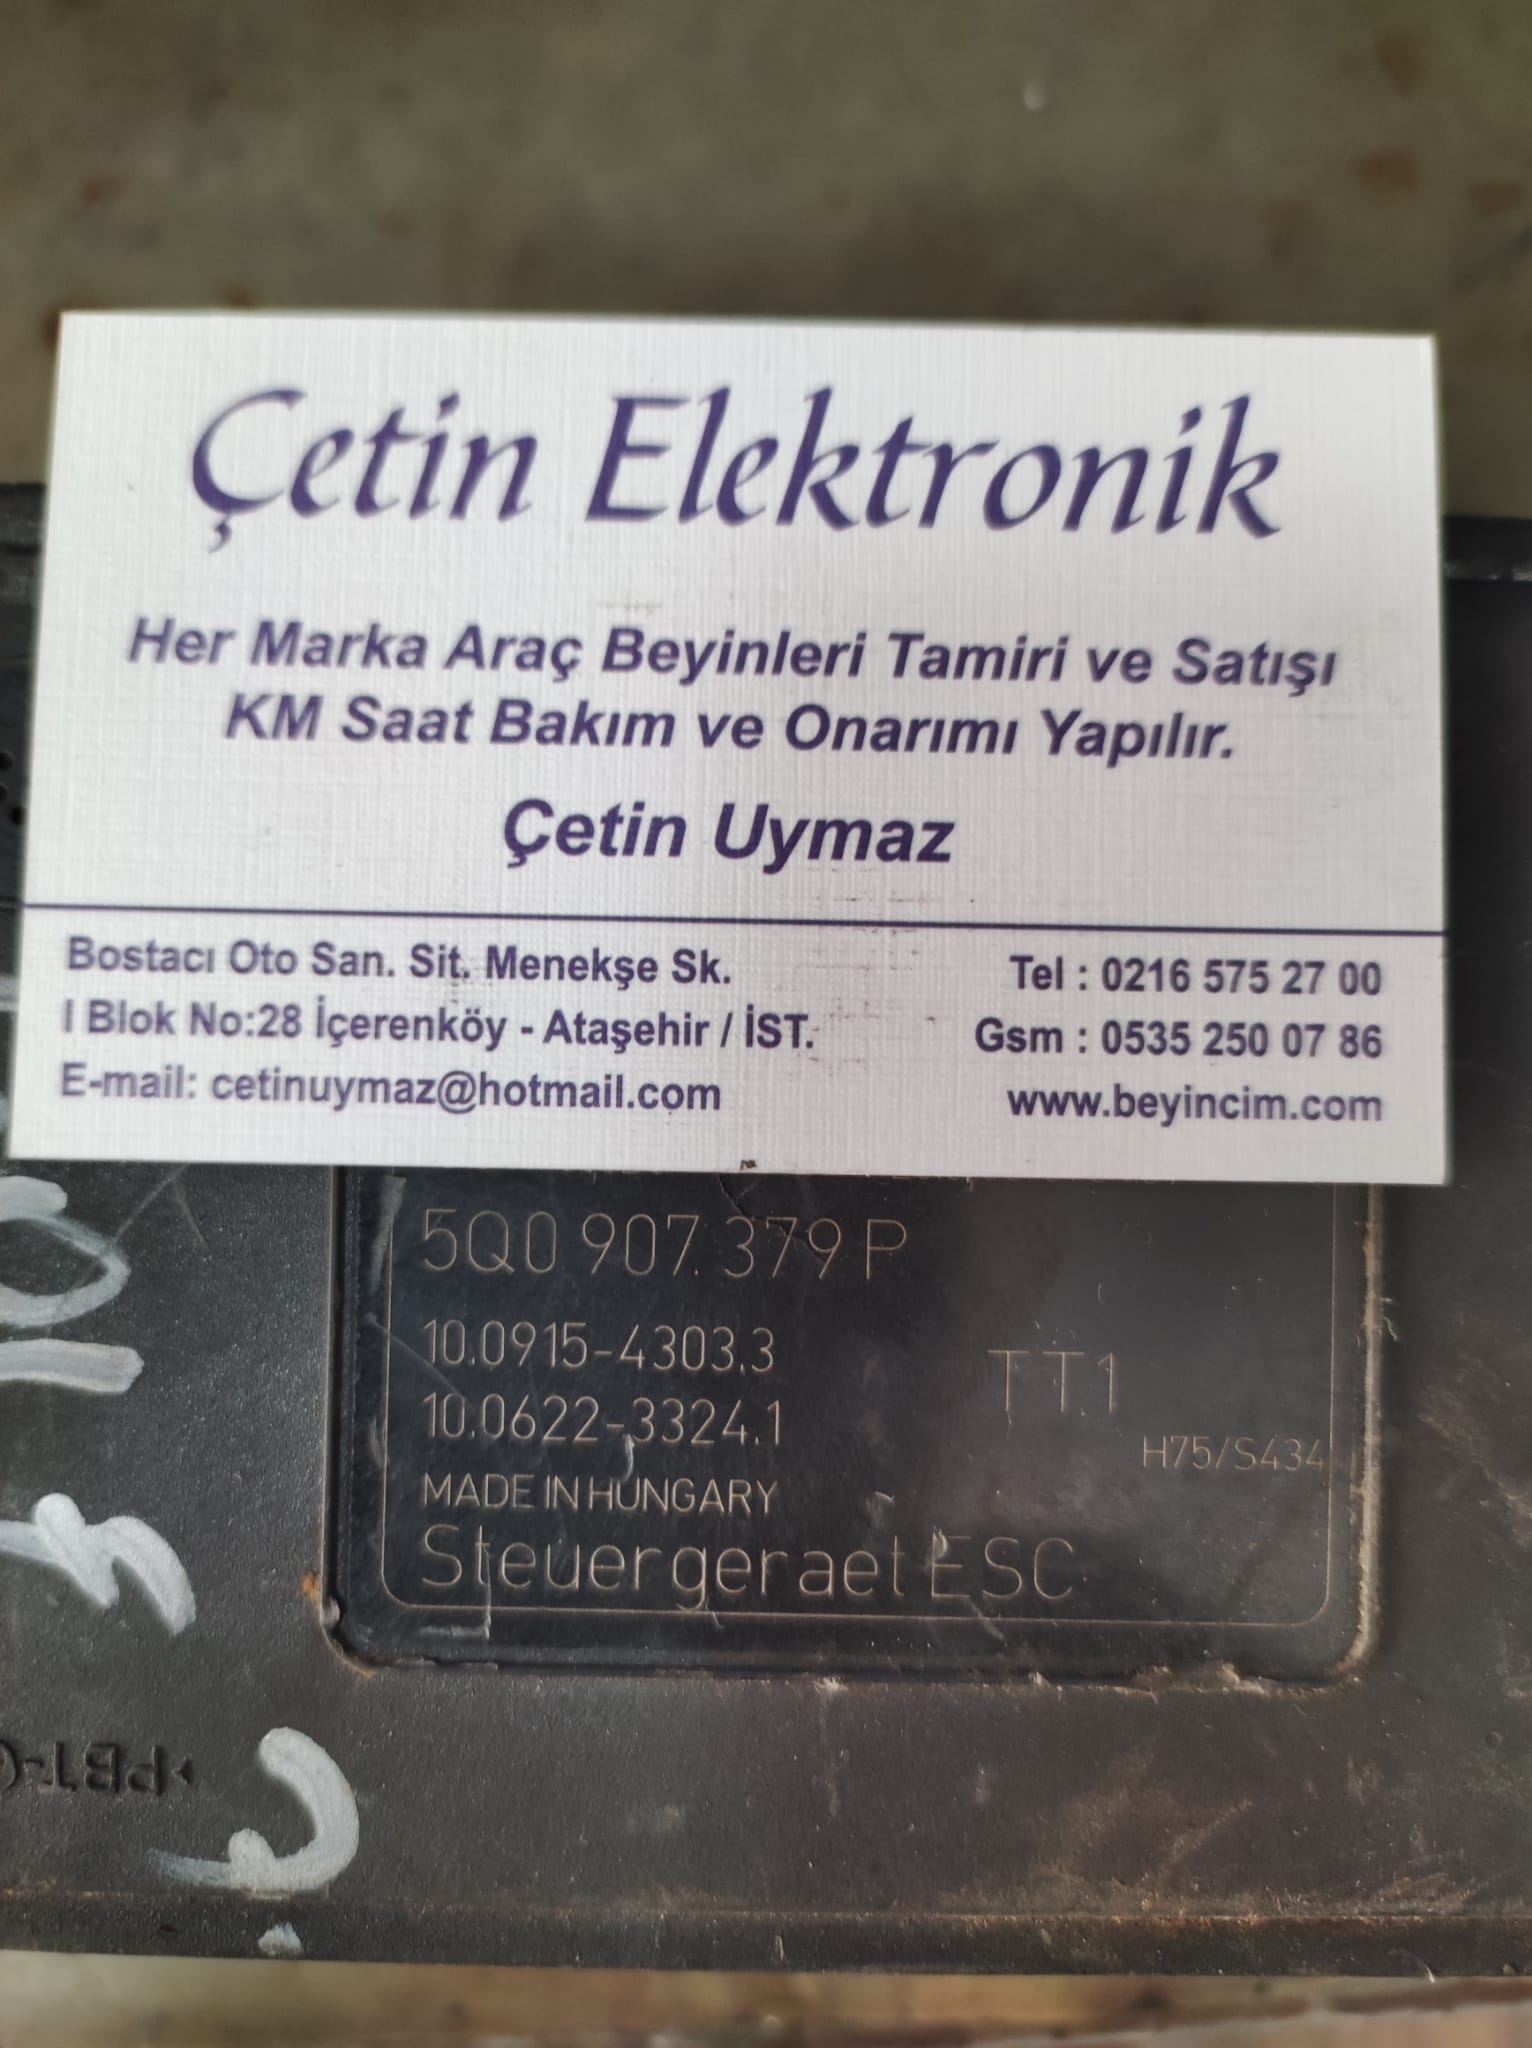 Çetin Elektronik
Her Marka Araç Beyinleri Tamiri ve Satışı
KM Saat Bakım ve Onarımı Yapılır.
Çetin Uymaz
Bostacı Oto San. Sit. Menekşe Sk.
I Blok No:28 İçerenköy - Ataşehir / İST.
E-mail: cetinuymaz@hotmail.com
Tel : 0216 575 27 00
Gsm : 0535 250 07 86
www.beyincim.com
5Q0 907.379 P
10.0915-4303.3
10.0622-3324.1
TT1
H75/S434
MADE IN HUNGARY
Steuergeraet ESC